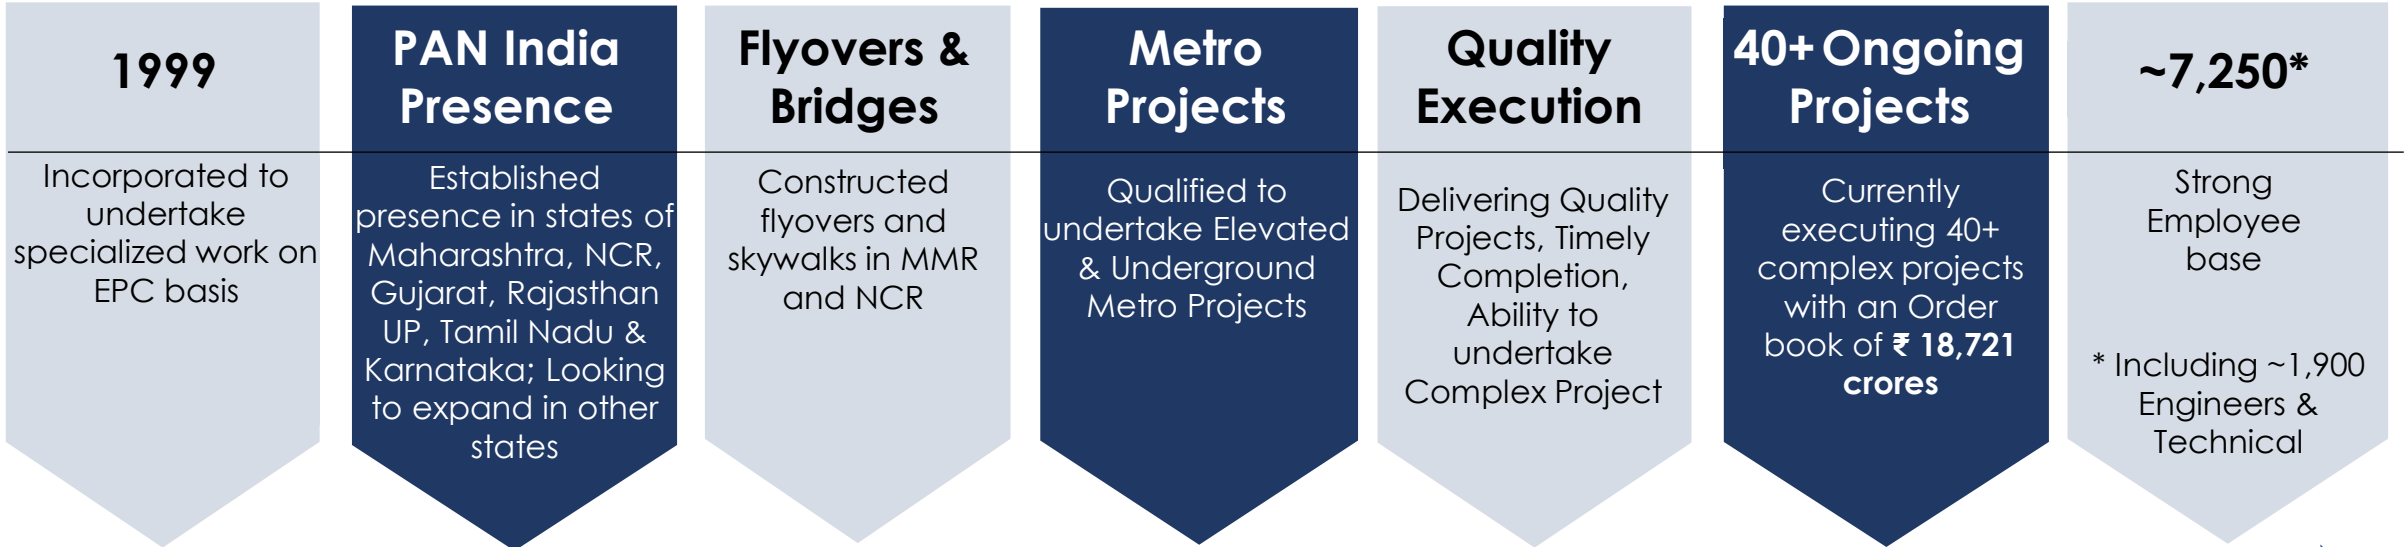 1999
Incorporated to
undertake
specialized work on
EPC basis
PAN India
Presence
Established
presence in states of
Maharashtra, NCR,
Gujarat, Rajasthan
UP, Tamil Nadu &
Karnataka; Looking
to expand in other
states
Flyovers &
Bridges
Constructed
flyovers and
skywalks in MMR
and NCR
Metro
Projects
Qualified to
undertake Elevated
& Underground
Metro Projects
Quality
Execution
Delivering Quality
Projects, Timely
Completion,
Ability to
undertake
Complex Project
40+ Ongoing
Projects
Currently
executing 40+
complex projects
with an Order
book of ₹ 18,721
crores
~7,250*
Strong
Employee
base
* Including ~1,900
Engineers &
Technical